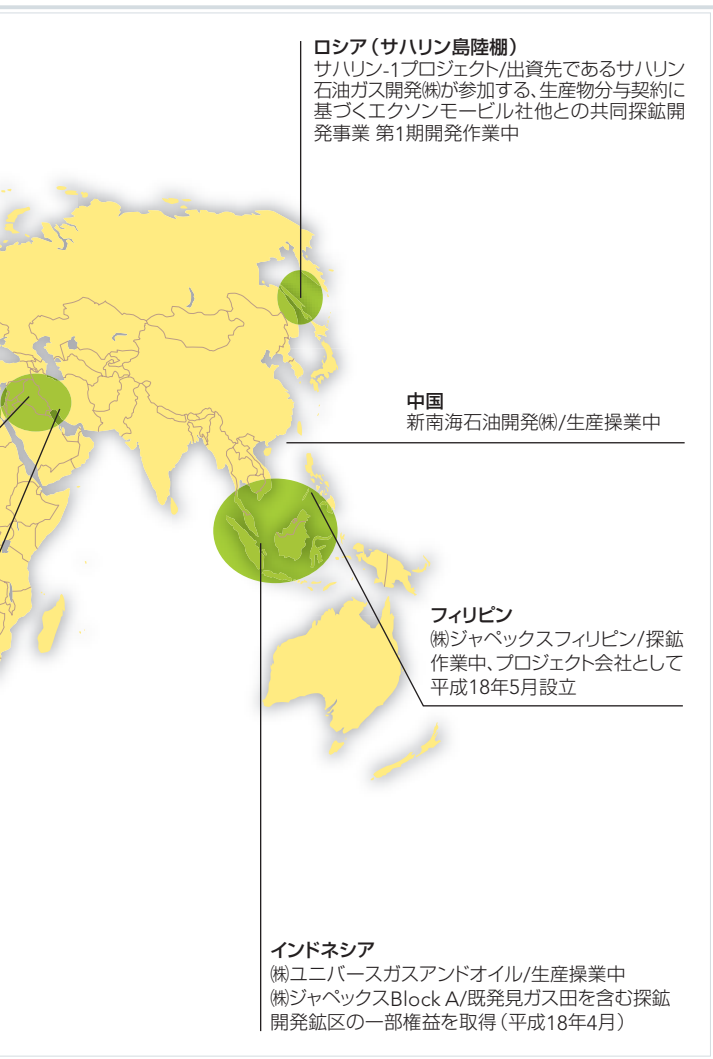 ロシア（サハリン島陸棚）
サハリン-1プロジェクト/出資先であるサハリン
石油ガス開発㈱が参加する、生産物分与契約に
基づくエクソンモービル社他との共同探鉱開
発事業 第1期開発作業中
中国
新南海石油開発㈱/生産操業中
フィリピン
㈱ジャペックスフィリピン/探鉱
作業中、プロジェクト会社として
平成18年5月設立
インドネシア
㈱ユニバースガスアンドオイル/生産操業中
㈱ジャペックスBlock A/既発見ガス田を含む探鉱
開発鉱区の一部権益を取得（平成18年4月）